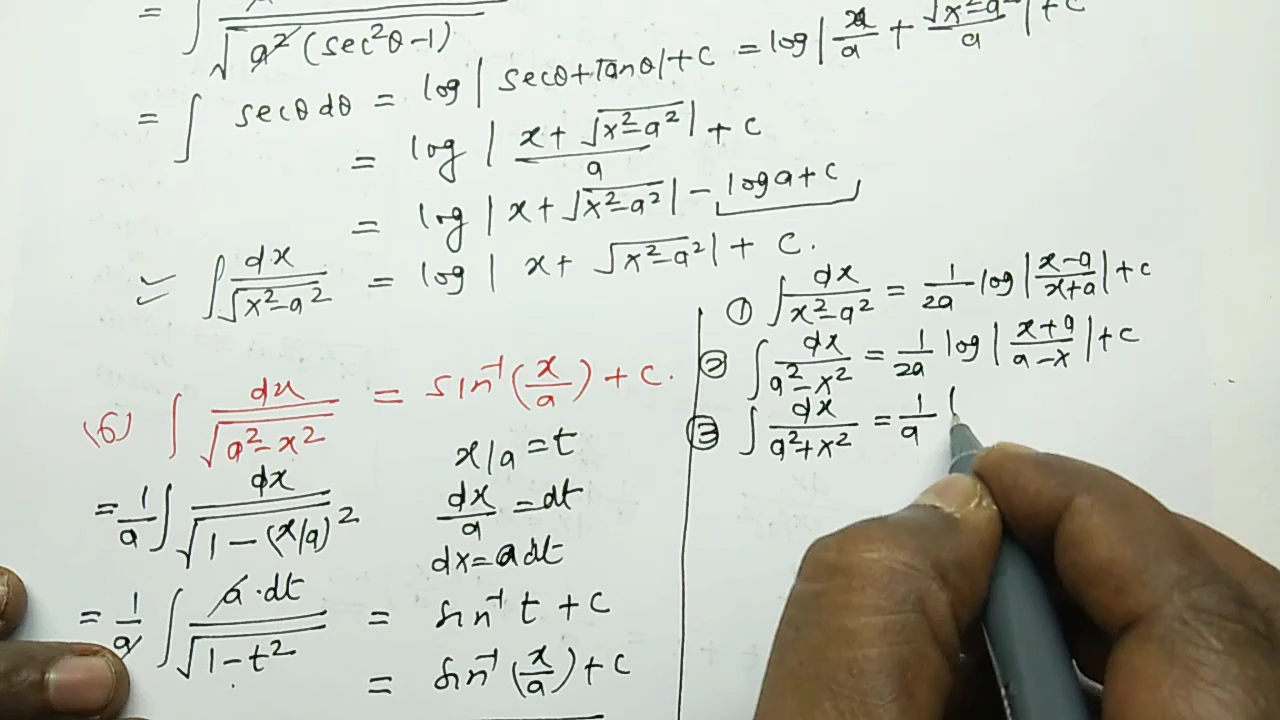 = ∫ / √a²(sec²θ-1)
= ∫ secθ dθ = log|secθ+Tanθ|+c = log|x/a + √x²-a²/a|+c
= log|x+√x²-a²/a|+c
= log|x+√x²-a²| - log a+c
∫ dx/√x²-a² = log|x+√x²-a²|+c.
(6) ∫ dx/√a²-x² = sin⁻¹(x/a)+c.
= 1/a ∫ dx/√1-(x/a)²
= 1/a ∫ a·dt/√1-t² = sin⁻¹ t+c
= sin⁻¹(x/a)+c
x/a = t
dx/a = dt
dx = a dt
① ∫ dx/x²-a² = 1/2a log|x-a/x+a|+c
② ∫ dx/a²-x² = 1/2a log|x+a/a-x|+c
③ ∫ dx/a²+x² = 1/a